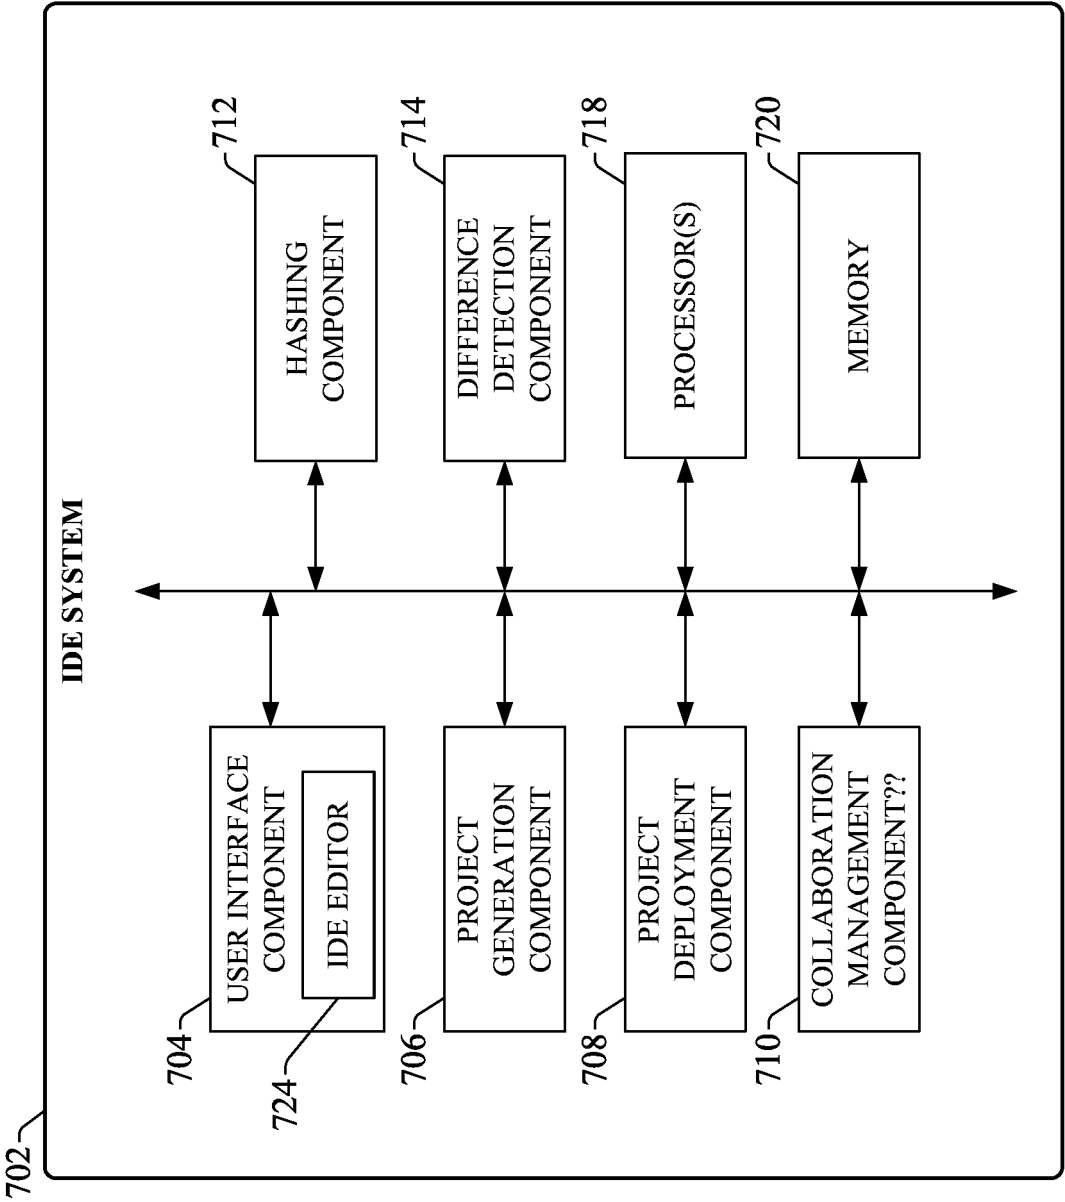 702
IDE SYSTEM
704
USER INTERFACE
COMPONENT
724
IDE EDITOR
706
PROJECT
GENERATION
COMPONENT
708
PROJECT
DEPLOYMENT
COMPONENT
710
COLLABORATION
MANAGEMENT
COMPONENT??
712
HASHING
COMPONENT
714
DIFFERENCE
DETECTION
COMPONENT
718
PROCESSOR(S)
720
MEMORY